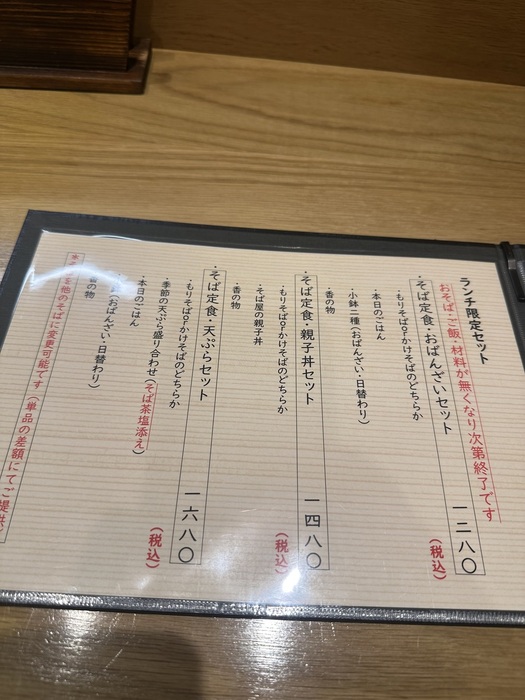 ランチ限定セット
おそば・ご飯・材料が無くなり次第終了です
・そば定食・おばんざいセット 一二八〇
(税込)
・もりそばorかけそばのどちらか
・本日のごはん
・小鉢二種(おばんざい・日替わり)
・香の物
・そば定食・親子丼セット 一四八〇
(税込)
・もりそばorかけそばのどちらか
・そば屋の親子丼
・香の物
・そば定食・天ぷらセット 一六八〇
(税込)
・もりそばorかけそばのどちらか
・季節の天ぷら盛り合わせ(そば茶塩添え)
・本日のごはん
(おばんざい・日替わり)
香の物
を他のそばに変更可能です(単品の差額にてご提供)